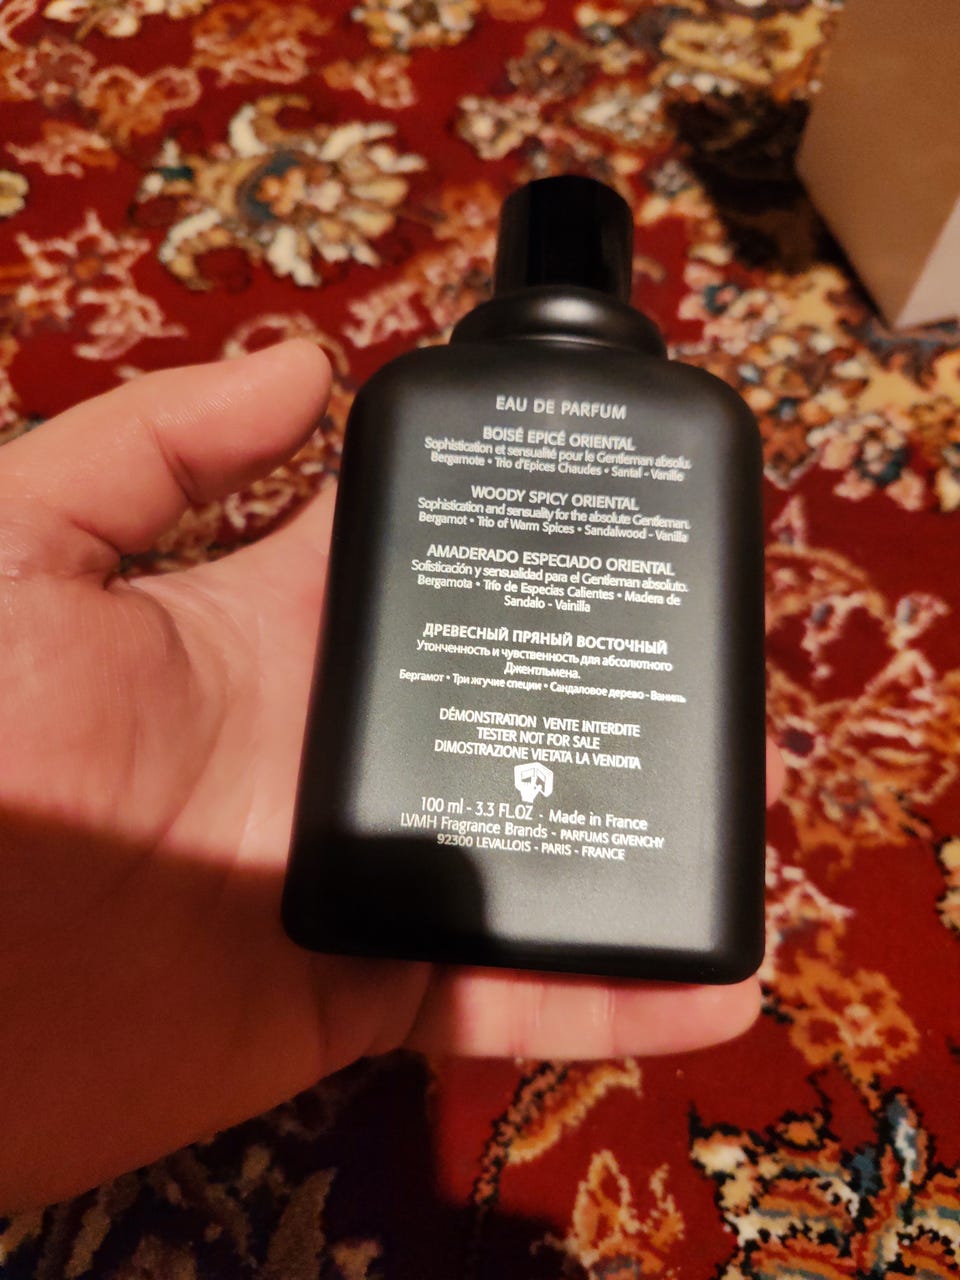 EAU DE PARFUM
BOISÉ EPICÉ ORIENTAL
Sophistication et sensualité pour le Gentleman absolu.
Bergamote • Trio d'Epices Chaudes • Santal - Vanille
WOODY SPICY ORIENTAL
Sophistication and sensuality for the absolute Gentleman.
Bergamot • Trio of Warm Spices • Sandalwood - Vanilla
AMADERADO ESPECIADO ORIENTAL
Sofisticación y sensualidad para el Gentleman absoluto.
Bergamota • Trío de Especias Calientes • Madera de
Sandalo - Vainilla
ДРЕВЕСНЫЙ ПРЯНЫЙ ВОСТОЧНЫЙ
Утонченность и чувственность для абсолютного
Джентльмена.
Бергамот • Три жгучие специи • Сандаловое дерево - Ваниль
DÉMONSTRATION VENTE INTERDITE
TESTER NOT FOR SALE
DIMOSTRAZIONE VIETATA LA VENDITA
100 ml - 3.3 FL.OZ - Made in France
LVMH Fragrance Brands - PARFUMS GIVENCHY
92300 LEVALLOIS - PARIS - FRANCE